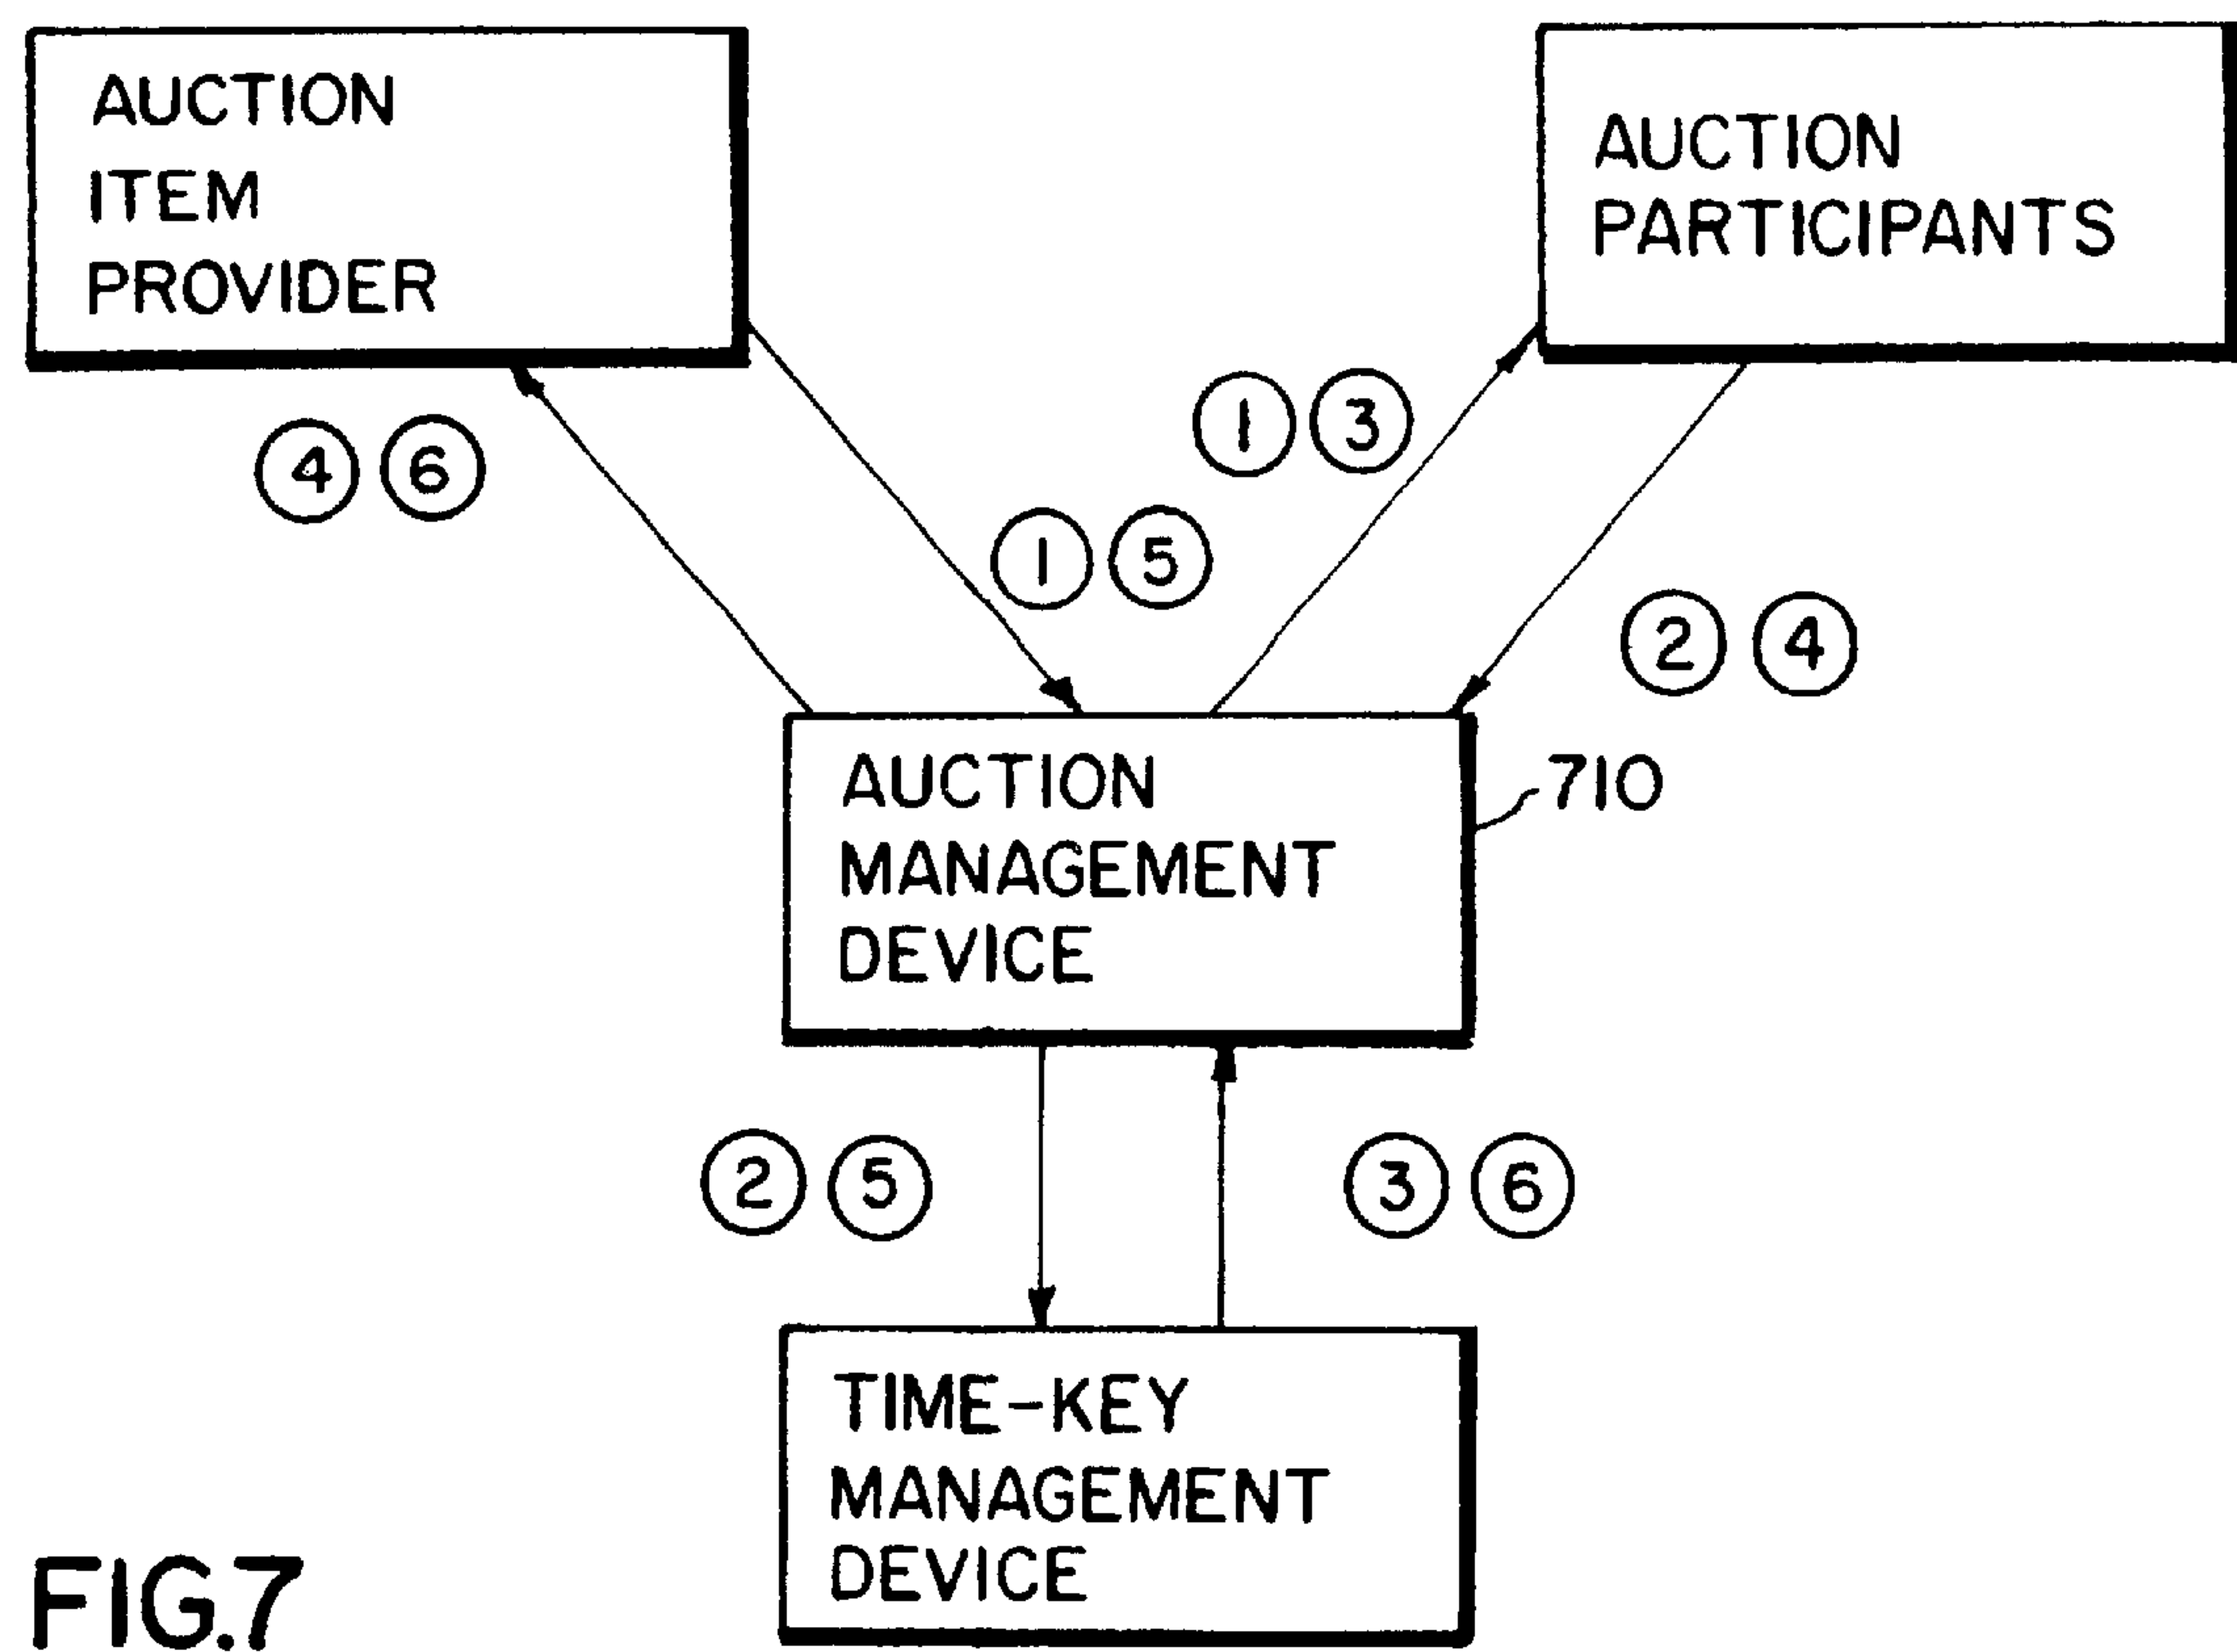 AUCTION
ITEM
PROVIDER
AUCTION
PARTICIPANTS
4 6
1 3
1 5
2 4
AUCTION
MANAGEMENT
DEVICE
710
2 5
3 6
TIME-KEY
MANAGEMENT
DEVICE
FIG.7